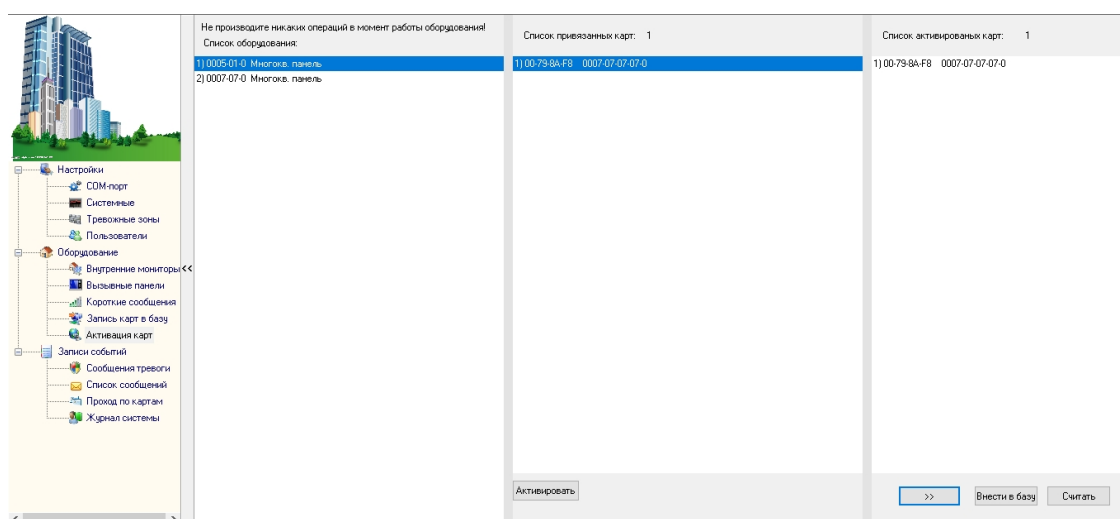 Не производите никаких операций в момент работы оборудования!
Список оборудования:
1) 0005-01-0 Многокв. панель
2) 0007-07-0 Многокв. панель
Список привязанных карт: 1
1) 00-79-8A-F8 0007-07-07-07-0
Активировать
Список активированых карт: 1
1) 00-79-8A-F8 0007-07-07-07-0
>>
Внести в базу
Считать
Настройки
COM-порт
Системные
Тревожные зоны
Пользователи
Оборудование
Внутренние мониторы
<<
Вызывные панели
Короткие сообщения
Запись карт в базу
Активация карт
Записи событий
Сообщения тревоги
Список сообщений
Проход по картам
Журнал системы